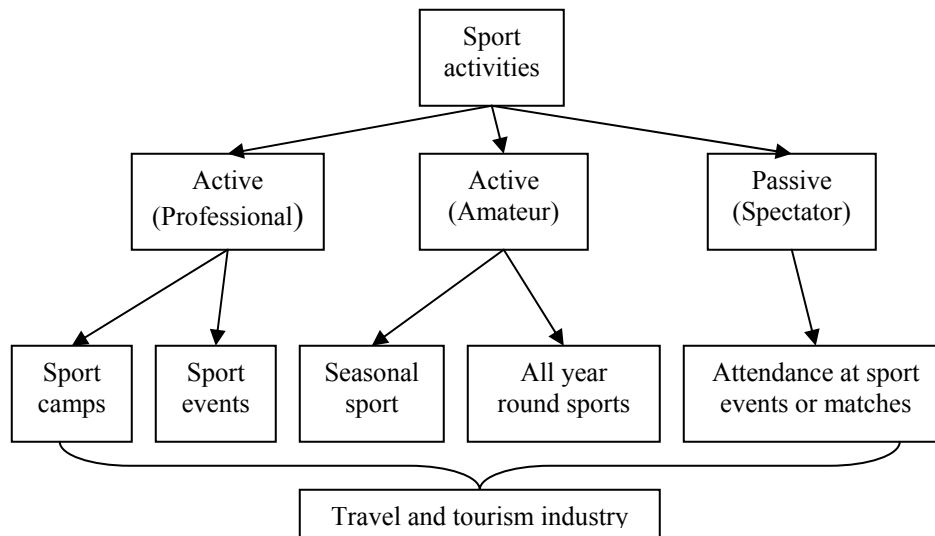 Sport
activities
Active
(Professional)
Active
(Amateur)
Passive
(Spectator)
Sport
camps
Sport
events
Seasonal
sport
All year
round sports
Attendance at sport
events or matches
Travel and tourism industry